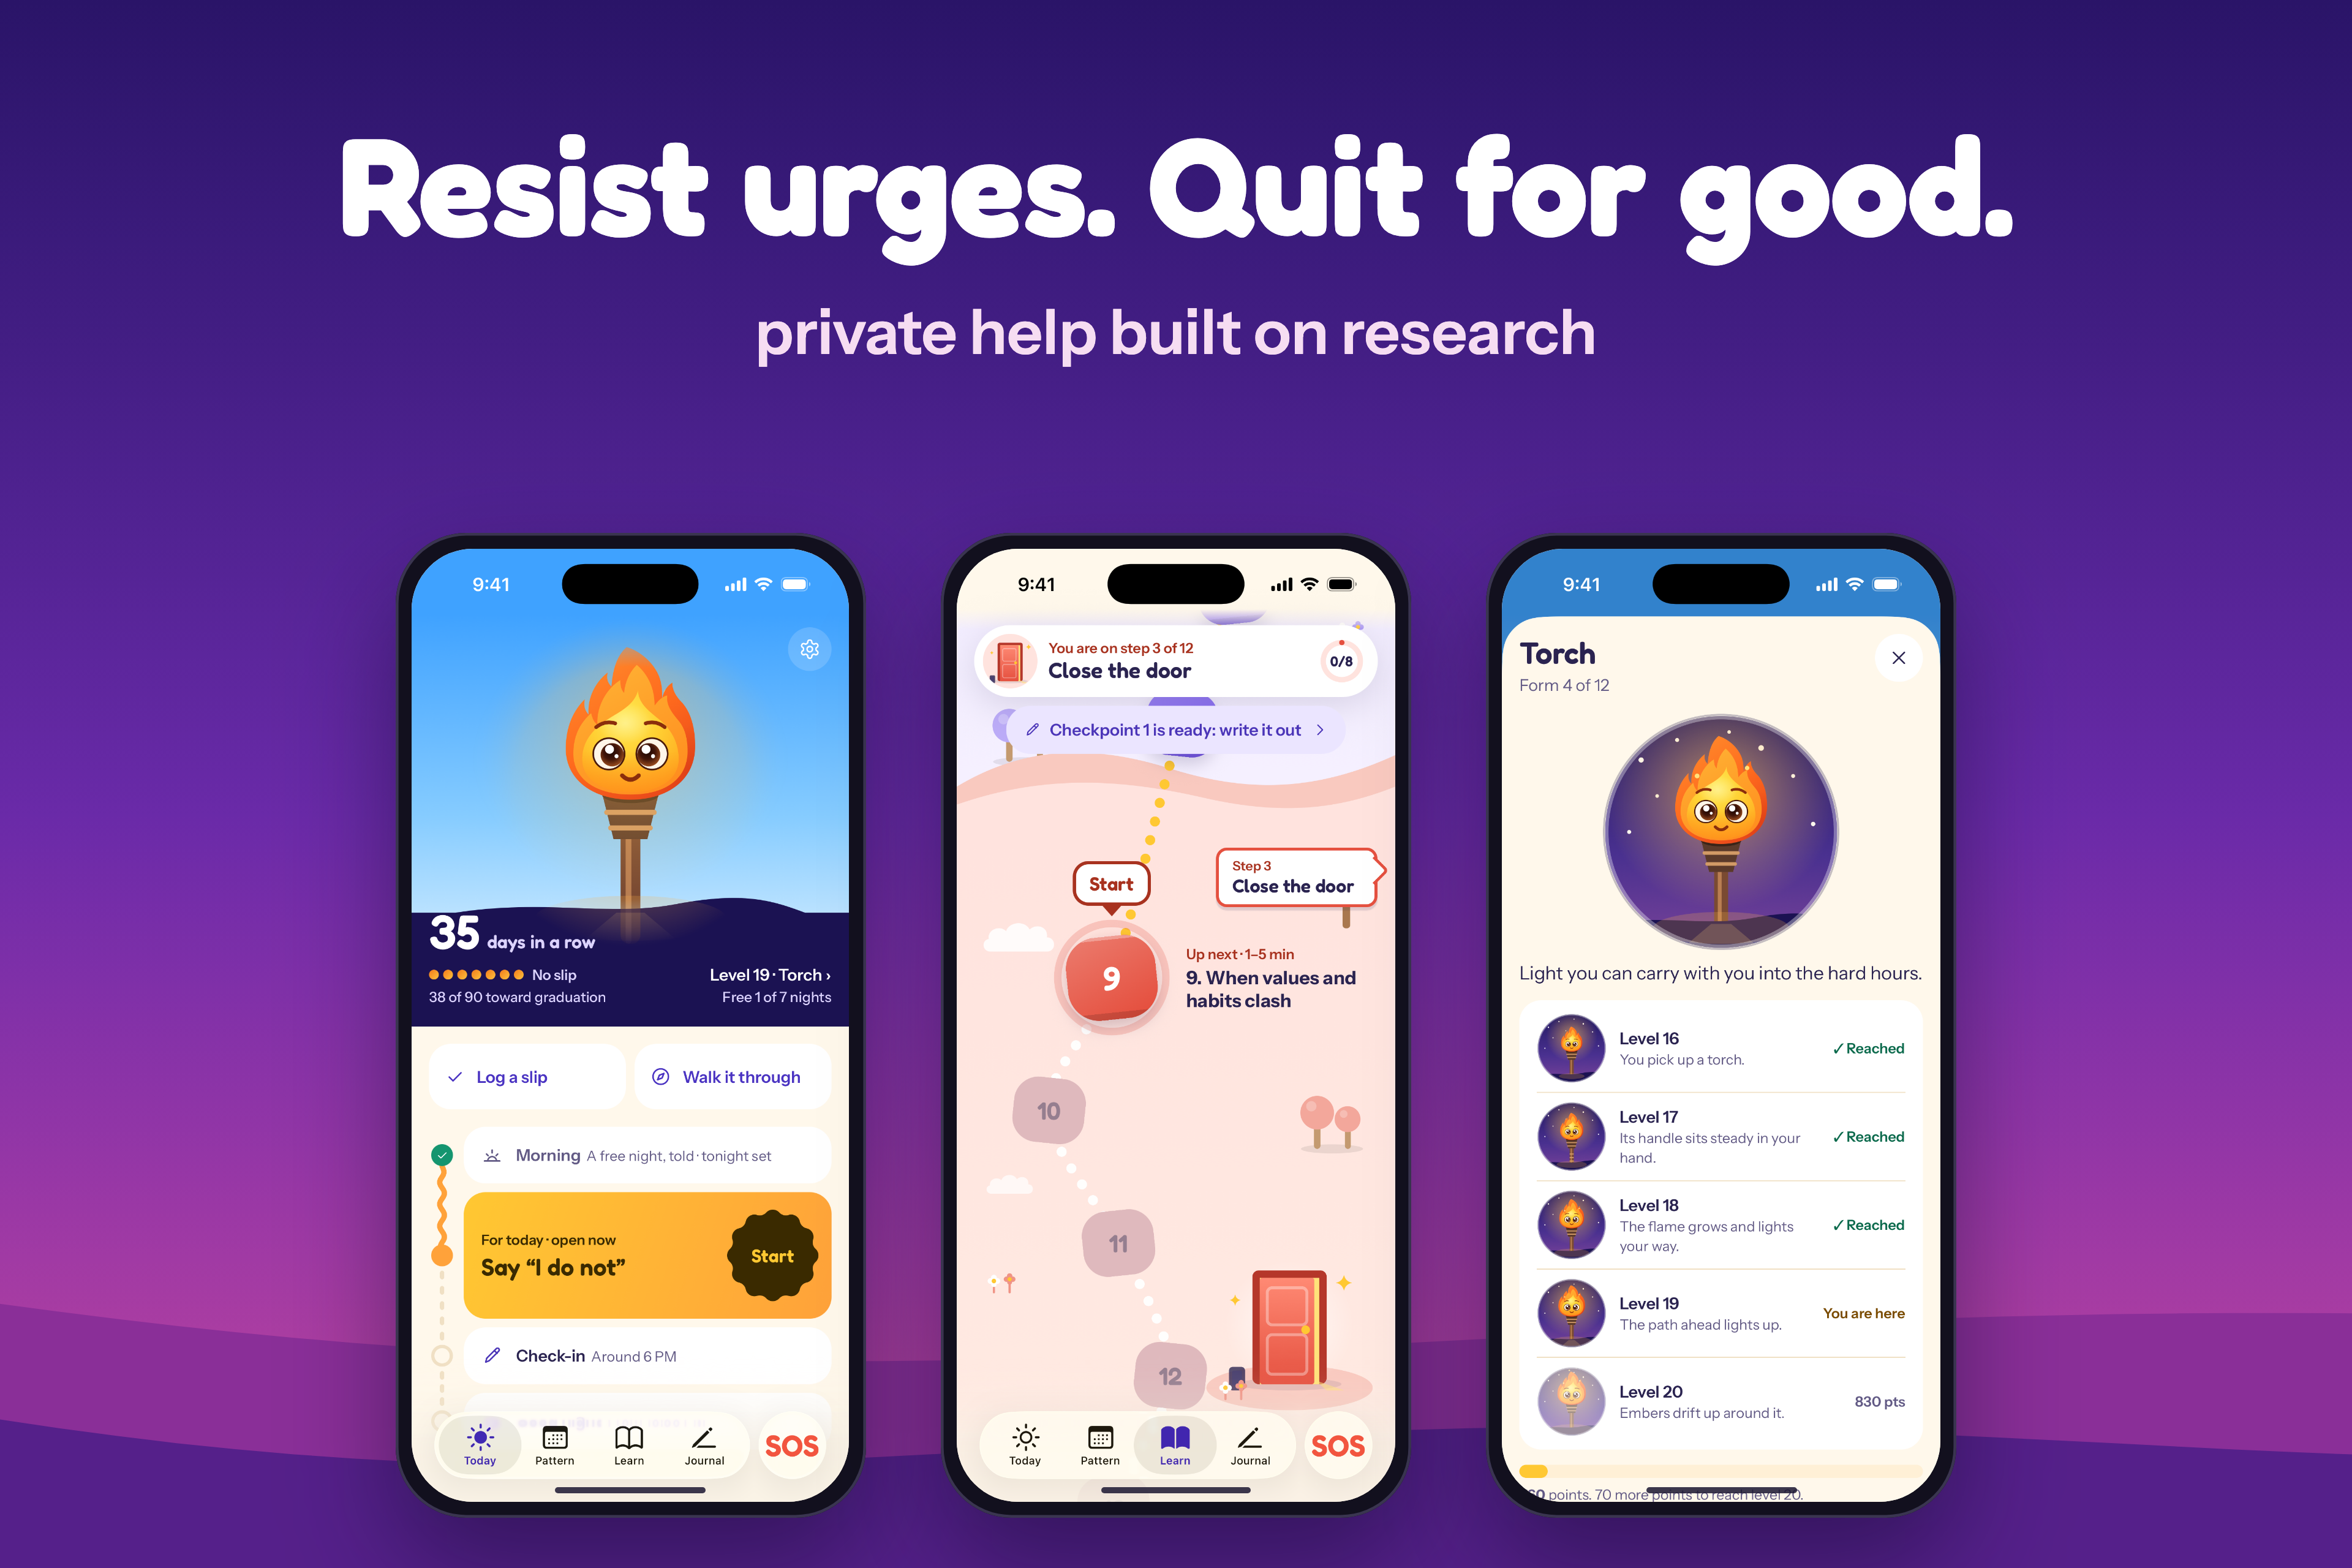 Resist urges. Quit for good.
private help built on research
9:41
35 days in a row
No slip
Level 19 · Torch ›
38 of 90 toward graduation
Free 1 of 7 nights
Log a slip
Walk it through
Morning A free night, told · tonight set
For today · open now
Say “I do not”
Start
Check-in Around 6 PM
Today
Pattern
Learn
Journal
SOS
9:41
You are on step 3 of 12
Close the door
0/8
Checkpoint 1 is ready: write it out
Start
Step 3
Close the door
9
Up next · 1–5 min
9. When values and
habits clash
10
11
12
Today
Pattern
Learn
Journal
SOS
9:41
Torch
Form 4 of 12
Light you can carry with you into the hard hours.
Level 16
You pick up a torch.
✓ Reached
Level 17
Its handle sits steady in your
hand.
✓ Reached
Level 18
The flame grows and lights
your way.
✓ Reached
Level 19
The path ahead lights up.
You are here
Level 20
Embers drift up around it.
830 pts
points. 70 more points to reach level 20.